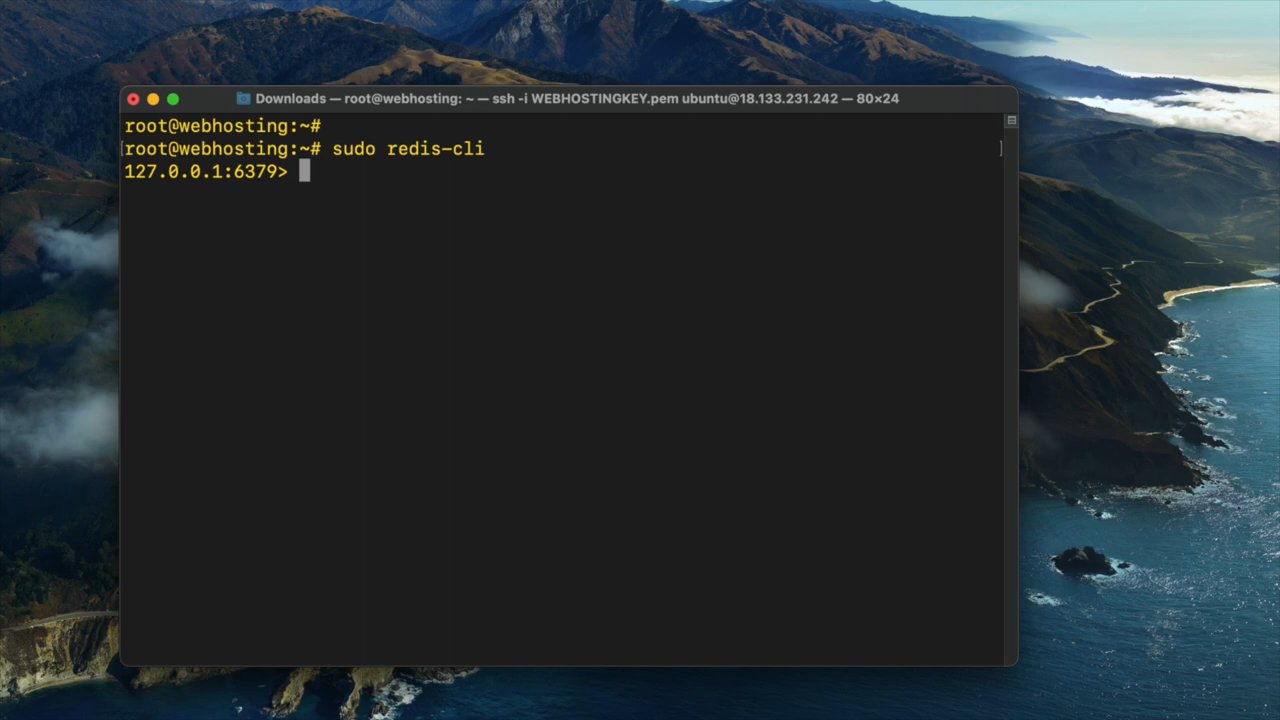 Downloads — root@webhosting: ~ — ssh -i WEBHOSTINGKEY.pem ubuntu@18.133.231.242 — 80×24
root@webhosting:~#
[root@webhosting:~# sudo redis-cli ]
127.0.0.1:6379>